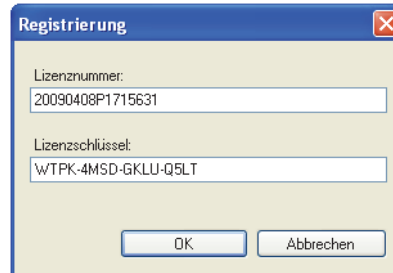 Registrierung
Lizenznummer:
20090408P1715631
Lizenzschlüssel:
WTPK-4MSD-GKLU-Q5LT
OK Abbrechen